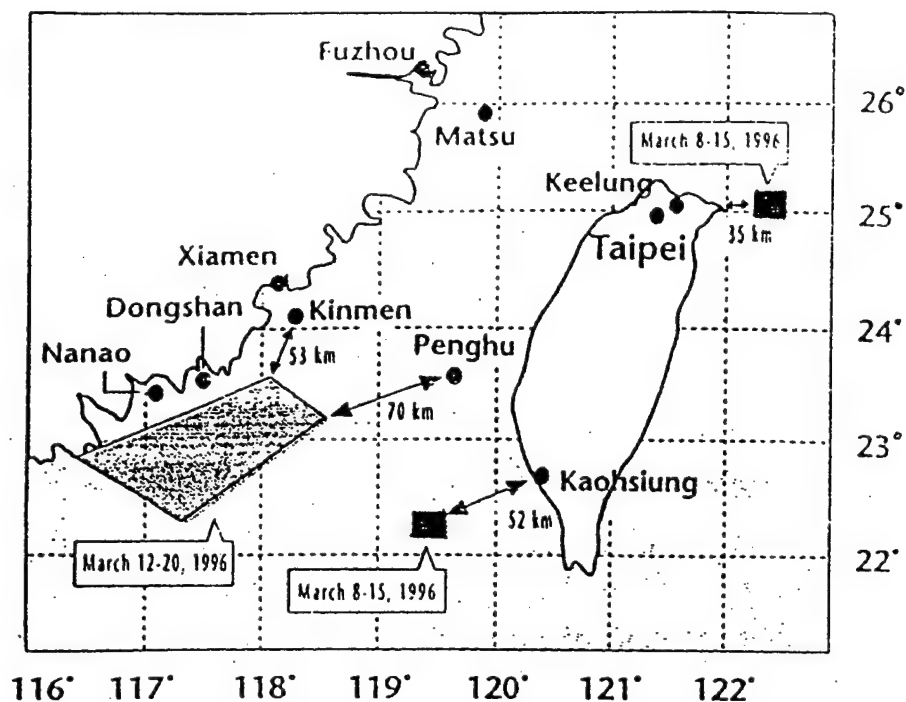 Fuzhou
26°
Matsu
March 8-15, 1996
Keelung
25°
35 km
Taipei
Xiamen
Dongshan
Kinmen
24°
Nanao
53 km
Penghu
70 km
23°
Kaohsiung
52 km
March 12-20, 1996
22°
March 8-15, 1996
116° 117° 118° 119° 120° 121° 122°